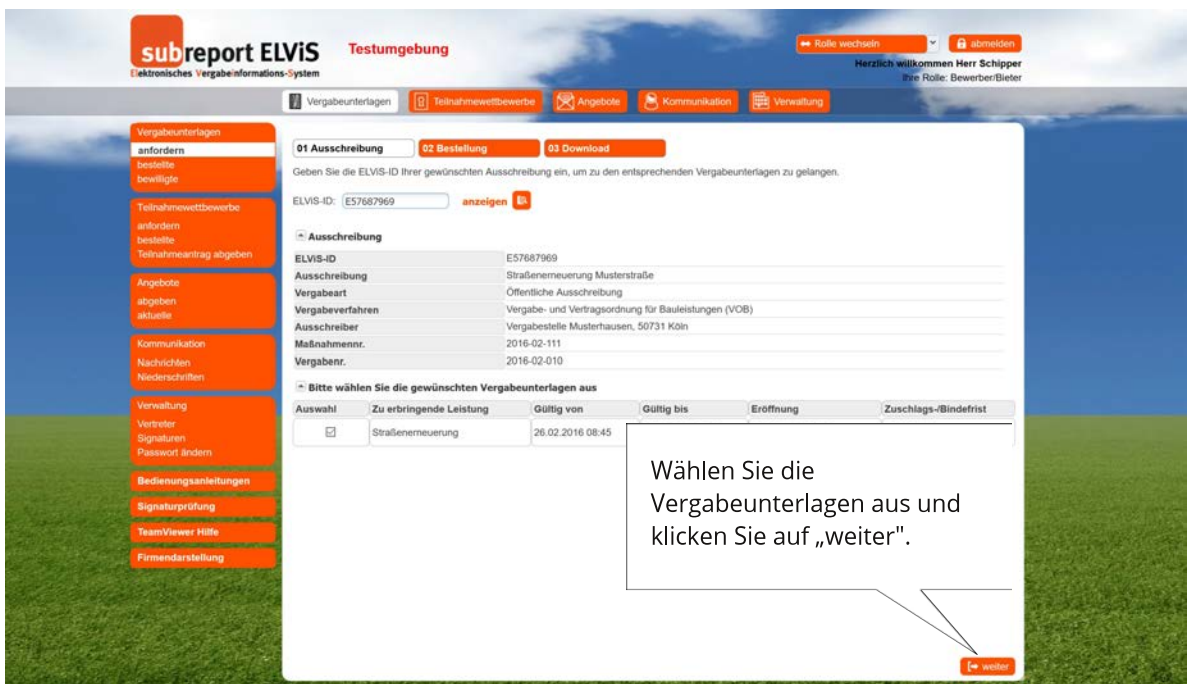 subreport ELViS
Elektronisches Vergabeinformations-System
Testumgebung
Rolle wechseln
abmelden
Herzlich willkommen Herr Schipper
Ihre Rolle: Bewerber/Bieter
Vergabeunterlagen
Teilnahmewettbewerbe
Angebote
Kommunikation
Verwaltung
Vergabeunterlagen
anfordern
bestellte
bewilligte
Teilnahmewettbewerbe
anfordern
bestellte
Teilnahmeantrag abgeben
Angebote
abgeben
aktuelle
Kommunikation
Nachrichten
Niederschriften
Verwaltung
Vertreter
Signaturen
Passwort ändern
Bedienungsanleitungen
Signaturprüfung
TeamViewer Hilfe
Firmendarstellung
01 Ausschreibung
02 Bestellung
03 Download
Geben Sie die ELViS-ID Ihrer gewünschten Ausschreibung ein, um zu den entsprechenden Vergabeunterlagen zu gelangen.
ELViS-ID: E57687969 anzeigen
Ausschreibung
ELViS-ID E57687969
Ausschreibung Straßenerneuerung Musterstraße
Vergabeart Öffentliche Ausschreibung
Vergabeverfahren Vergabe- und Vertragsordnung für Bauleistungen (VOB)
Ausschreiber Vergabestelle Musterhausen, 50731 Köln
Maßnahmennr. 2016-02-111
Vergabenr. 2016-02-010
Bitte wählen Sie die gewünschten Vergabeunterlagen aus
Auswahl Zu erbringende Leistung Gültig von Gültig bis Eröffnung Zuschlags-/Bindefrist
Straßenerneuerung 26.02.2016 08:45
Wählen Sie die
Vergabeunterlagen aus und
klicken Sie auf „weiter".
weiter